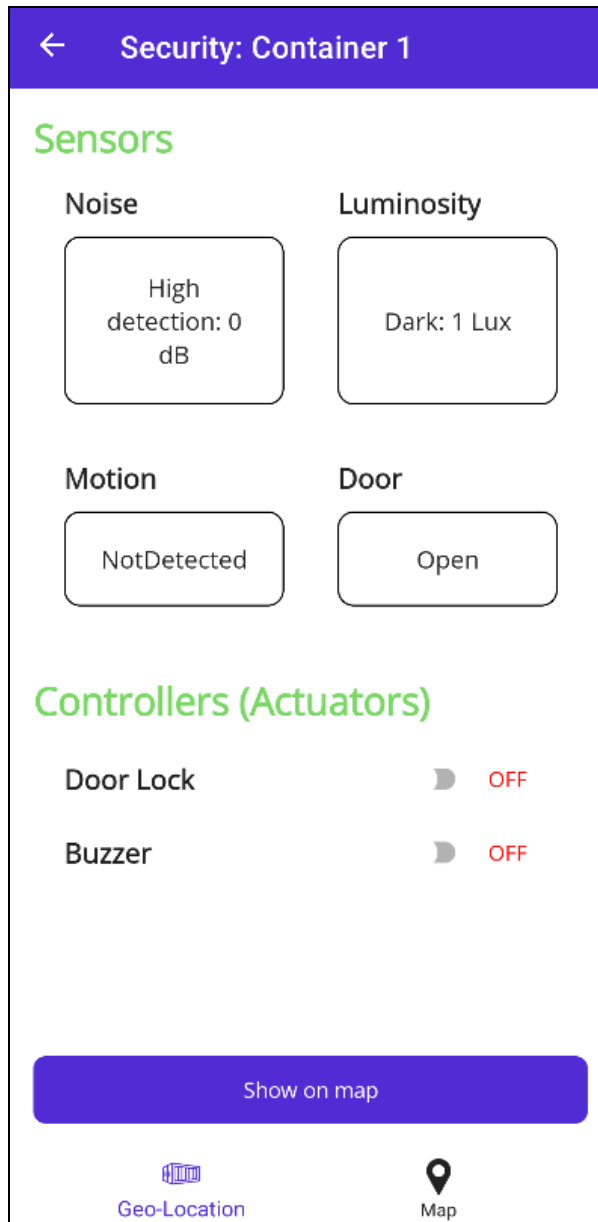 Security: Container 1
Sensors
Noise
Luminosity
High
detection: 0
dB
Dark: 1 Lux
Motion
Door
NotDetected
Open
Controllers (Actuators)
Door Lock
OFF
Buzzer
OFF
Show on map
Geo-Location
Map